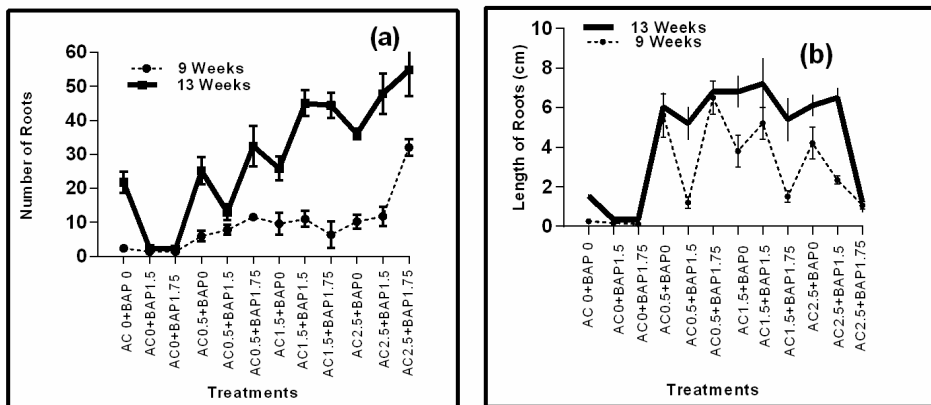 (a)
9 Weeks
13 Weeks
60
50
40
30
20
10
0
Number of Roots
AC 0+BAP 0
AC0+BAP1.5
AC0+BAP1.75
AC0.5+BAP0
AC0.5+BAP1.5
AC0.5+BAP1.75
AC1.5+BAP0
AC1.5+BAP1.5
AC1.5+BAP1.75
AC2.5+BAP0
AC2.5+BAP1.5
AC2.5+BAP1.75
Treatments
(b)
13 Weeks
9 Weeks
10
8
6
4
2
0
Length of Roots (cm)
AC 0+BAP 0
AC0+BAP1.5
AC0+BAP1.75
AC0.5+BAP0
AC0.5+BAP1.5
AC0.5+BAP1.75
AC1.5+BAP0
AC1.5+BAP1.5
AC1.5+BAP1.75
AC2.5+BAP0
AC2.5+BAP1.5
AC2.5+BAP1.75
Treatments